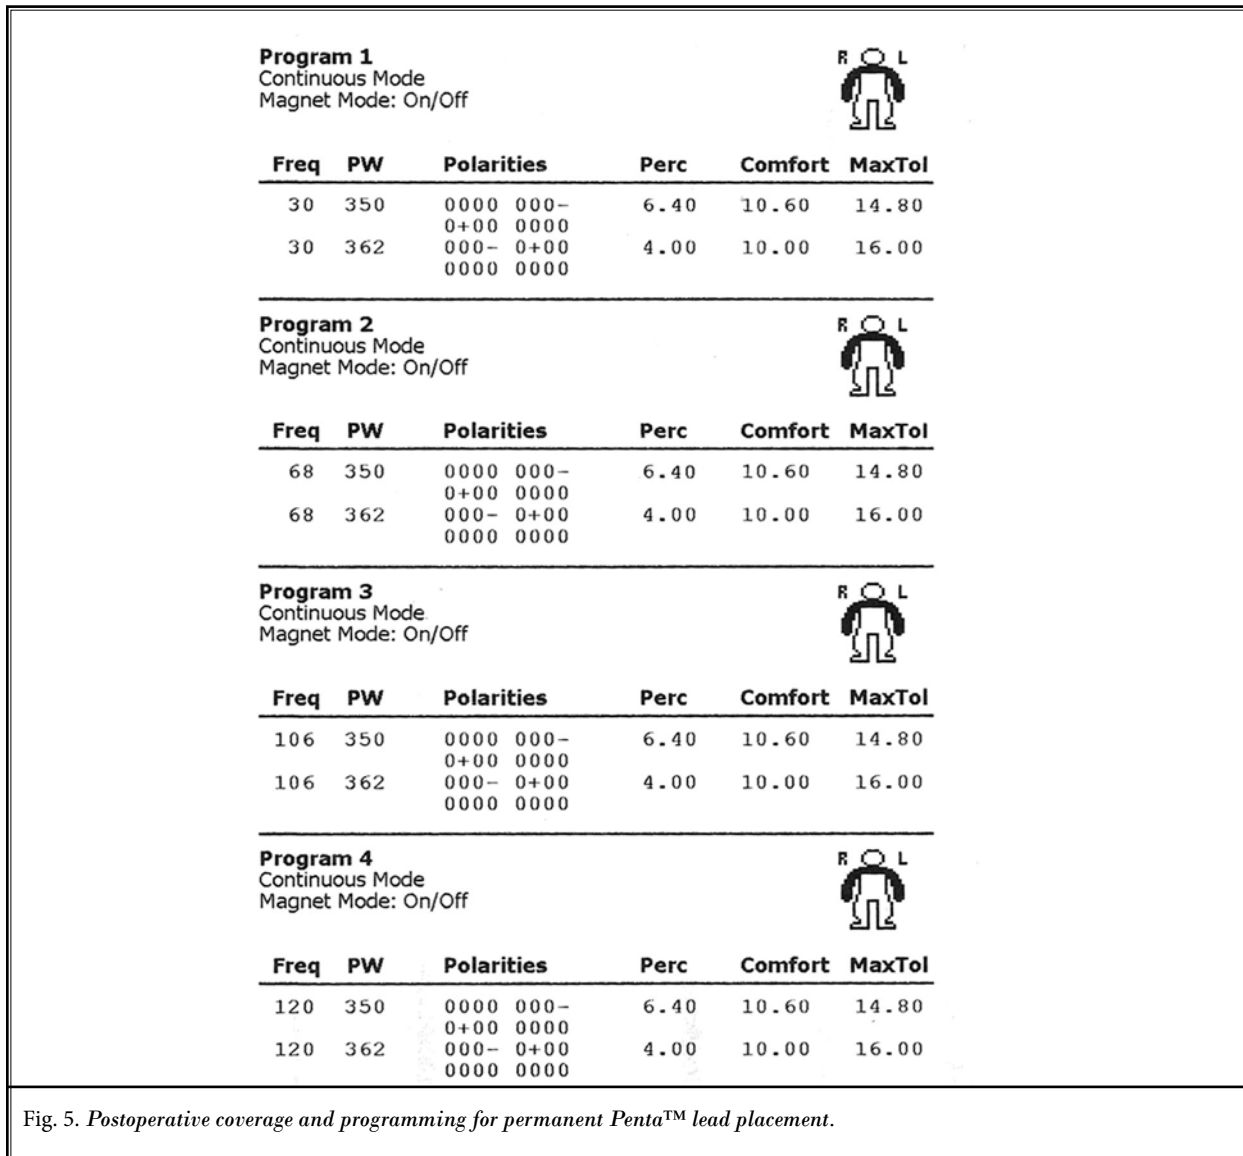 Program 1
R L
Continuous Mode
Magnet Mode: On/Off
Freq PW Polarities Perc Comfort MaxTol
30 350 0000 000- 6.40 10.60 14.80
0+00 0000
30 362 000- 0+00 4.00 10.00 16.00
0000 0000
Program 2
R L
Continuous Mode
Magnet Mode: On/Off
Freq PW Polarities Perc Comfort MaxTol
68 350 0000 000- 6.40 10.60 14.80
0+00 0000
68 362 000- 0+00 4.00 10.00 16.00
0000 0000
Program 3
R L
Continuous Mode
Magnet Mode: On/Off
Freq PW Polarities Perc Comfort MaxTol
106 350 0000 000- 6.40 10.60 14.80
0+00 0000
106 362 000- 0+00 4.00 10.00 16.00
0000 0000
Program 4
R L
Continuous Mode
Magnet Mode: On/Off
Freq PW Polarities Perc Comfort MaxTol
120 350 0000 000- 6.40 10.60 14.80
0+00 0000
120 362 000- 0+00 4.00 10.00 16.00
0000 0000
Fig. 5. Postoperative coverage and programming for permanent Penta™ lead placement.